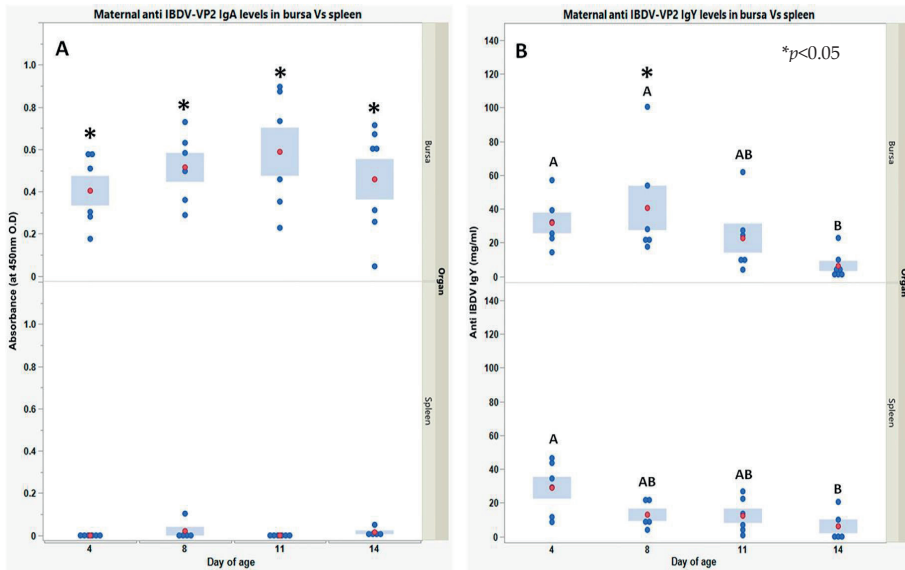 Maternal anti IBDV-VP2 IgA levels in bursa Vs spleen
A
*
*
*
*
1.0
0.8
0.6
0.4
0.2
0
Bursa
1.0
0.8
0.6
0.4
0.2
0
Spleen
Absorbance (at 450nm O.D)
Organ
4
8
11
14
Day of age
Maternal anti IBDV-VP2 IgY levels in bursa Vs spleen
B
*p<0.05
*
A
A
AB
B
140
120
100
80
60
40
20
0
Bursa
A
AB
AB
B
140
120
100
80
60
40
20
0
Spleen
Anti IBDV IgY (mg/ml)
Organ
4
8
11
14
Day of age